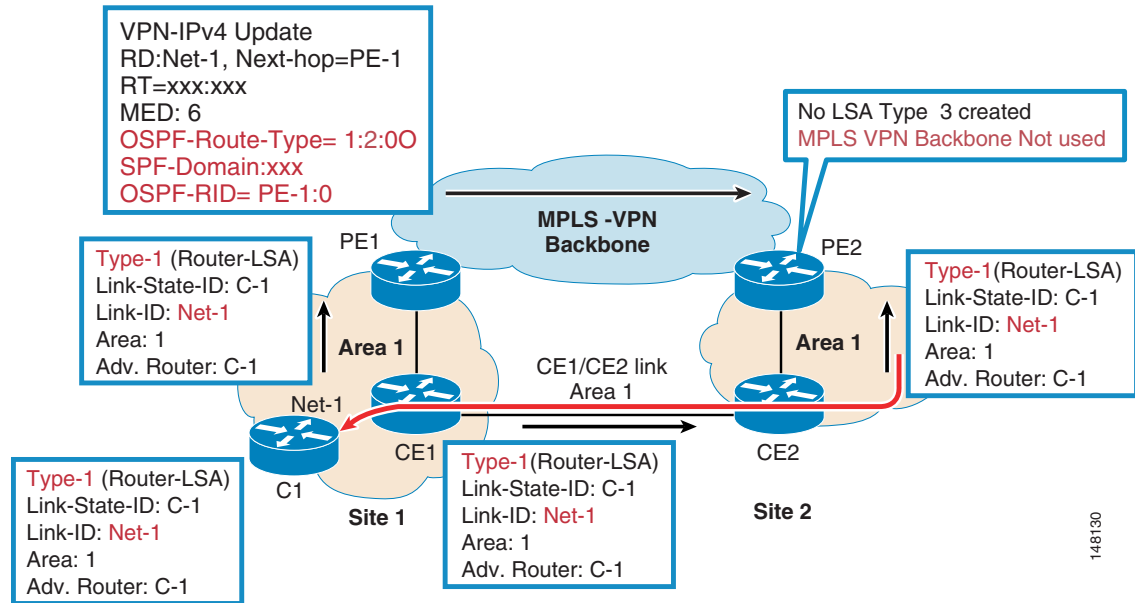 VPN-IPv4 Update
RD:Net-1, Next-hop=PE-1
RT=xxx:xxx
MED: 6
OSPF-Route-Type= 1:2:0O
SPF-Domain:xxx
OSPF-RID= PE-1:0
No LSA Type 3 created
MPLS VPN Backbone Not used
MPLS -VPN
Backbone
PE1
PE2
Type-1 (Router-LSA)
Link-State-ID: C-1
Link-ID: Net-1
Area: 1
Adv. Router: C-1
Area 1
Area 1
Type-1(Router-LSA)
Link-State-ID: C-1
Link-ID: Net-1
Area: 1
Adv. Router: C-1
CE1/CE2 link
Area 1
Net-1
CE1
CE2
C1
Type-1 (Router-LSA)
Link-State-ID: C-1
Link-ID: Net-1
Area: 1
Adv. Router: C-1
Site 1
Type-1(Router-LSA)
Link-State-ID: C-1
Link-ID: Net-1
Area: 1
Adv. Router: C-1
Site 2
148130